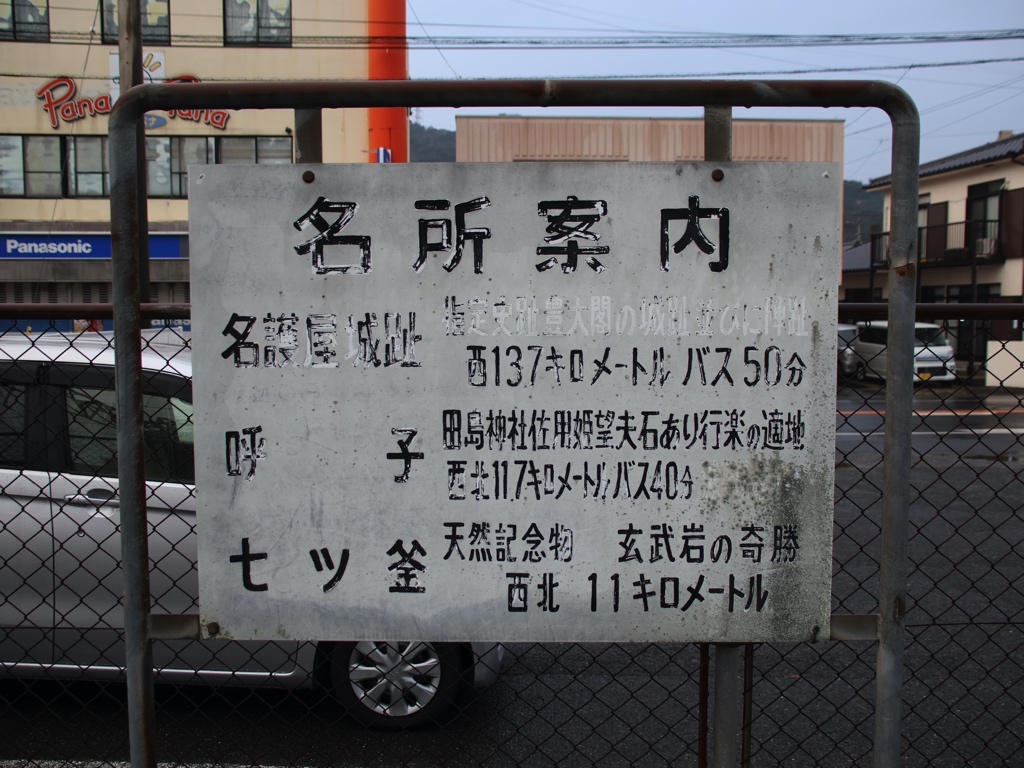 Pana
Panasonic
名所案内
名護屋城趾 指定史趾豊太閤の城趾並びに陣趾
西137キロメートル バス50分
呼子 田島神社佐用姫望夫石あり行楽の適地
西北117キロメートルバス40分
七ツ釜 天然記念物 玄武岩の奇勝
西北 11キロメートル